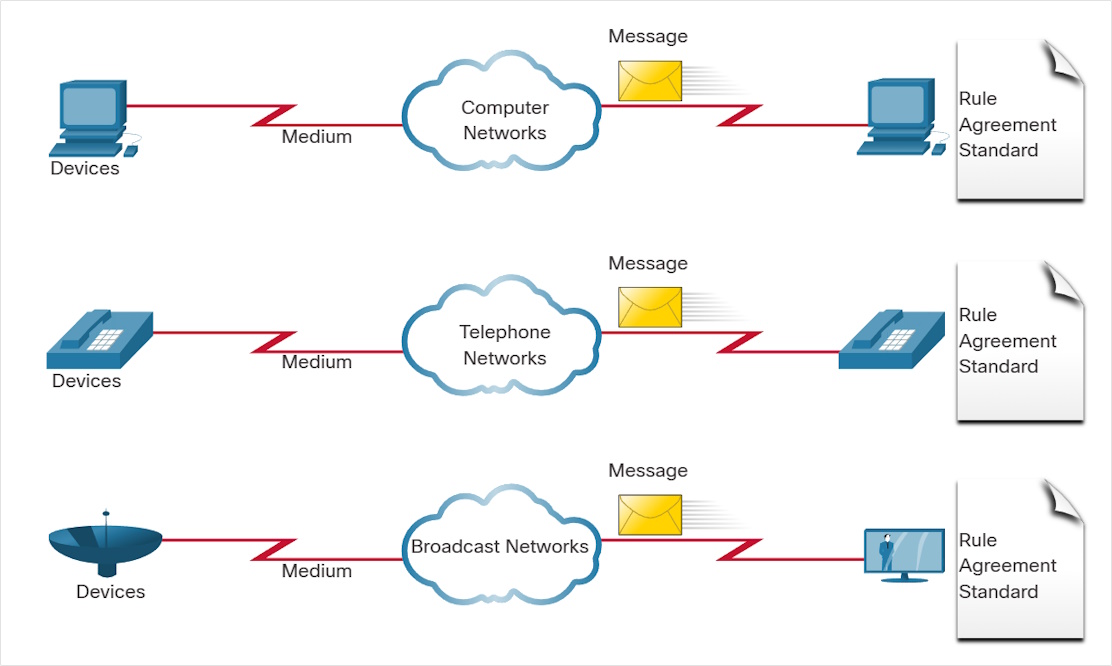 Message
Computer
Networks
Medium
Devices
Rule
Agreement
Standard
Message
Telephone
Networks
Medium
Devices
Rule
Agreement
Standard
Message
Broadcast Networks
Medium
Devices
Rule
Agreement
Standard